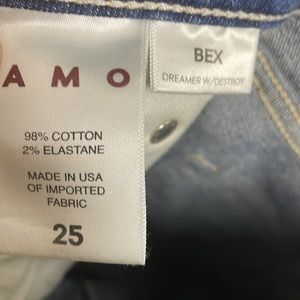 AMO
98% COTTON
2% ELASTANE
MADE IN USA
OF IMPORTED
FABRIC
25
BEX
DREAMER W/DESTROY